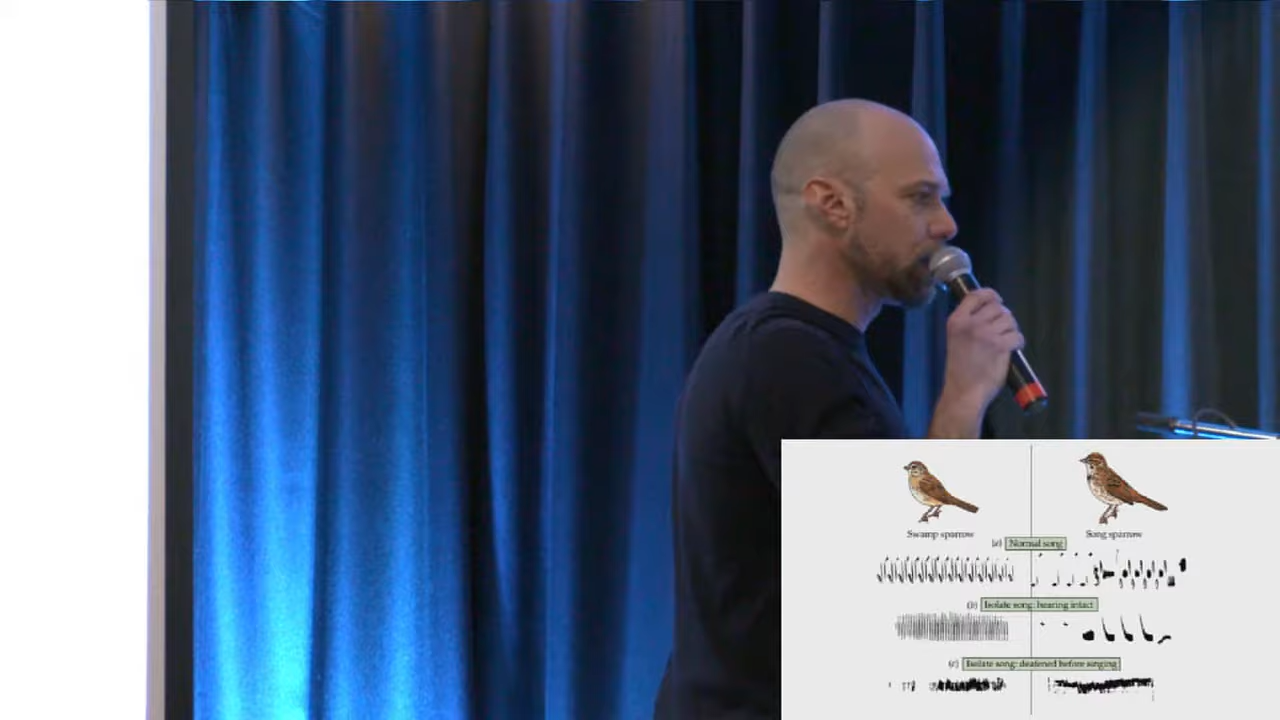 Swamp sparrow
Song sparrow
(a) Normal song
(b) Isolate song: hearing intact
(c) Isolate song: deafened before singing